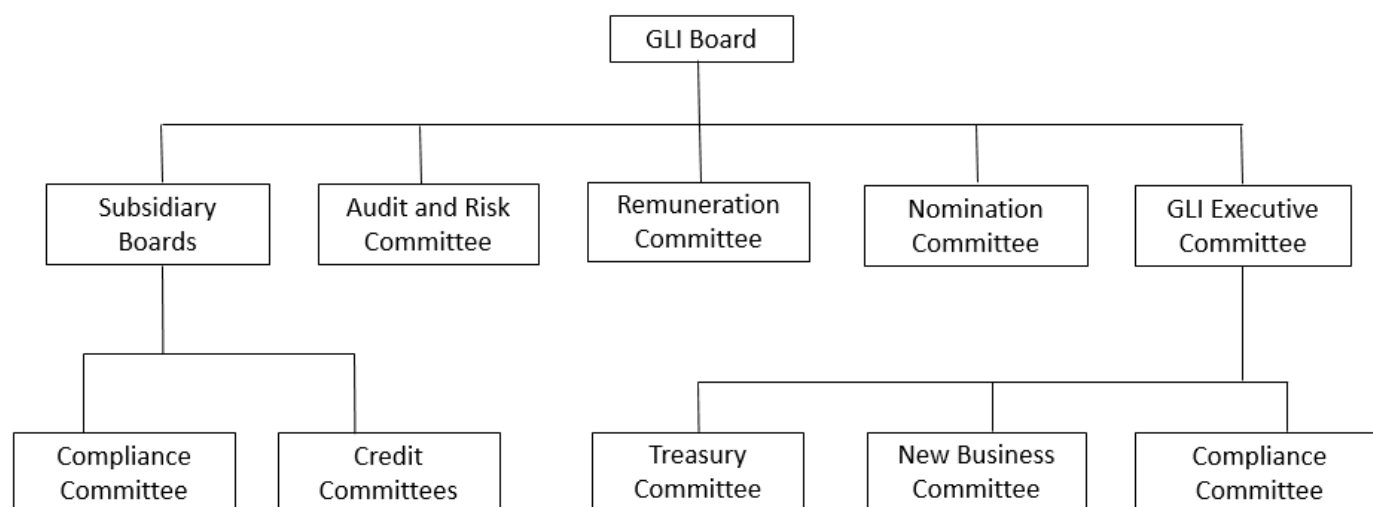 GLI Board
Subsidiary
Boards
Audit and Risk
Committee
Remuneration
Committee
Nomination
Committee
GLI Executive
Committee
Compliance
Committee
Credit
Committees
Treasury
Committee
New Business
Committee
Compliance
Committee